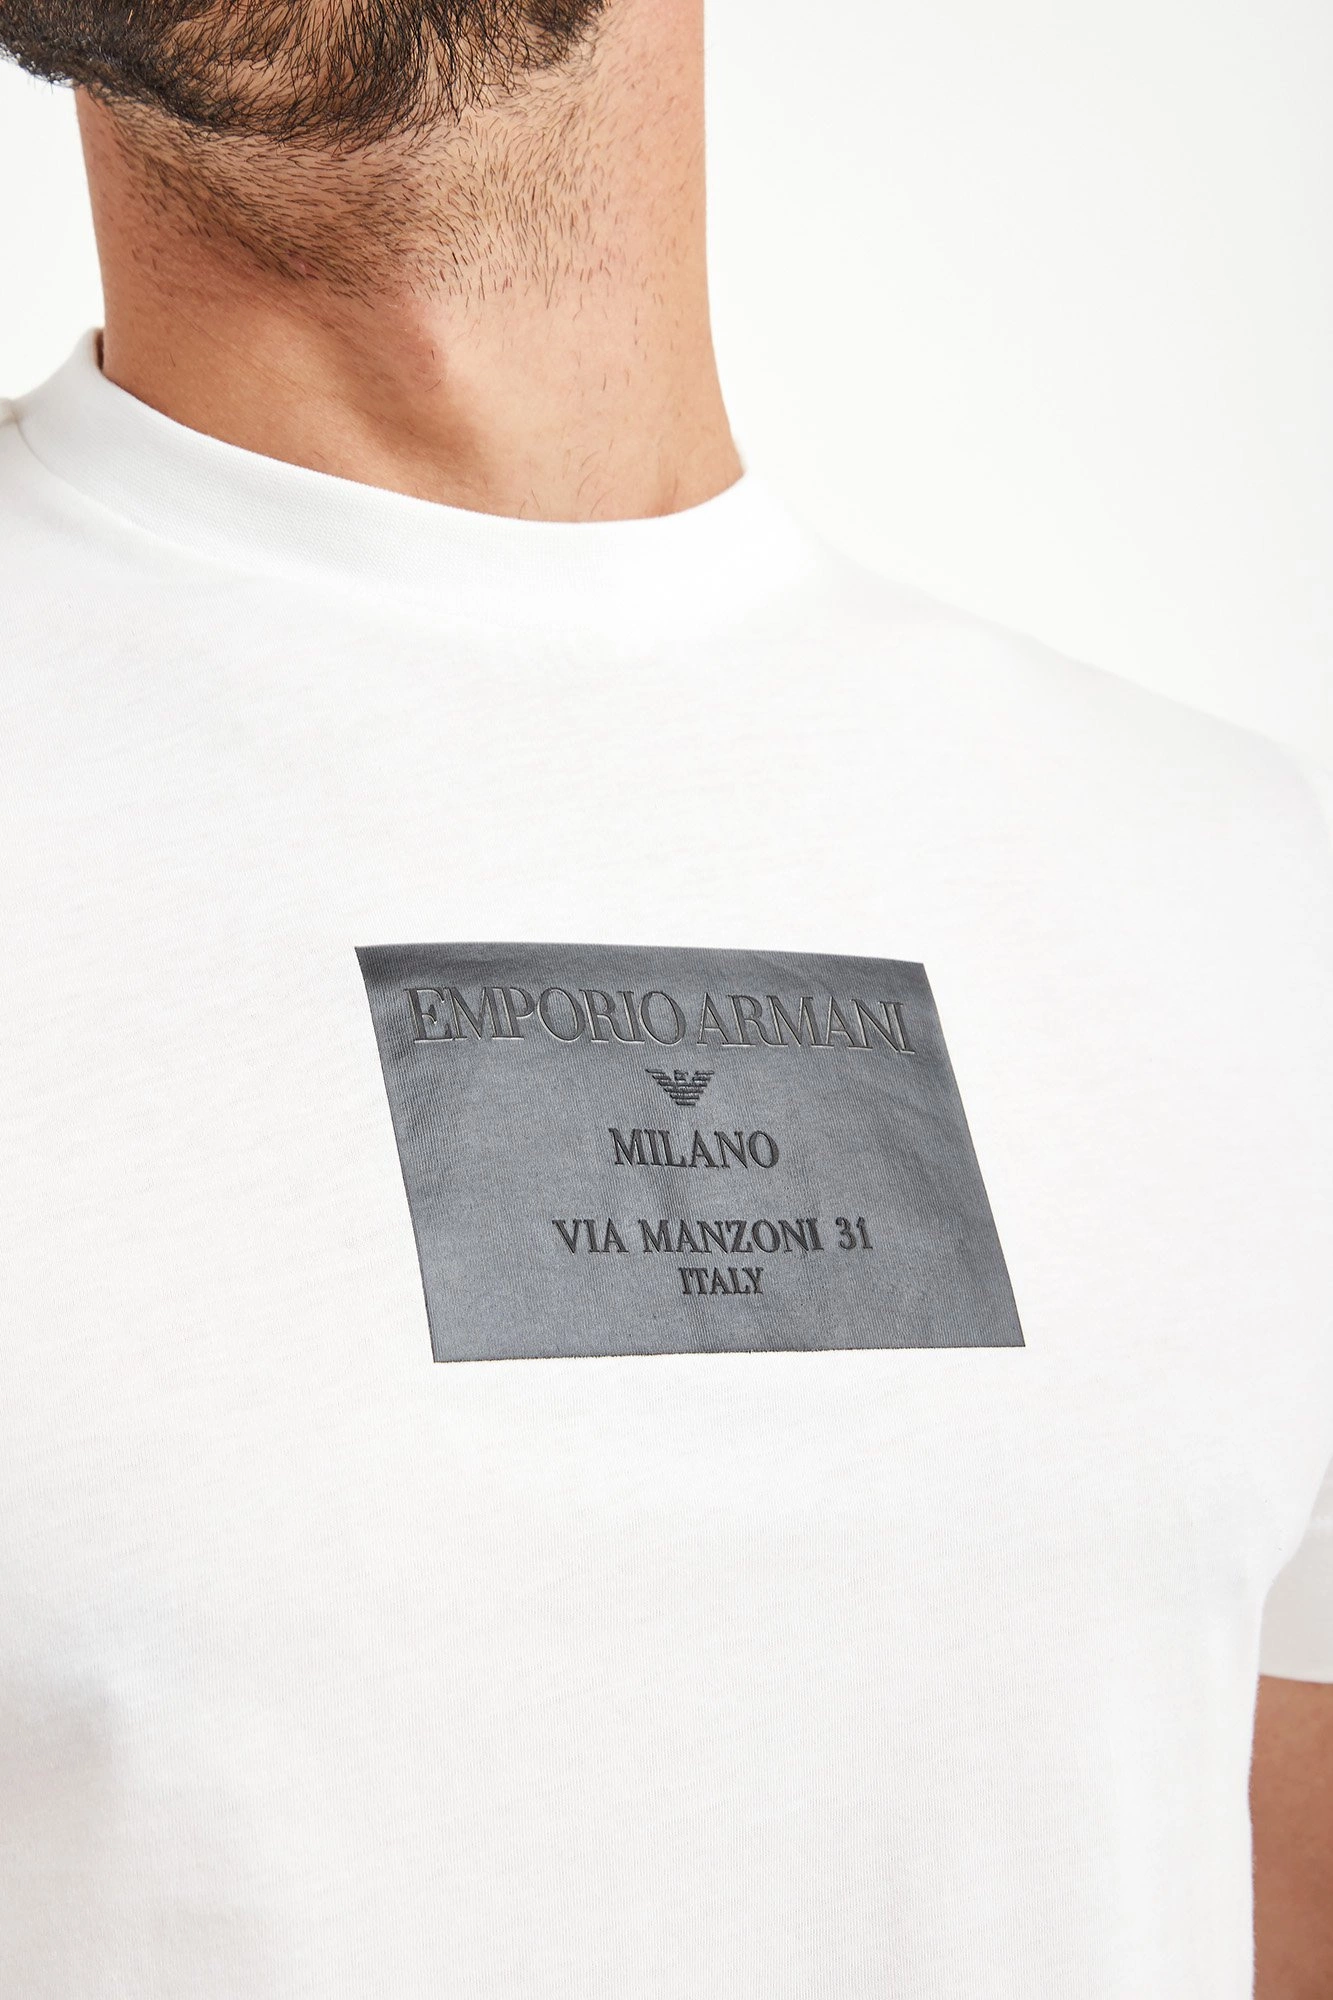 EMPORIO ARMANI
MILANO
VIA MANZONI 31
ITALY